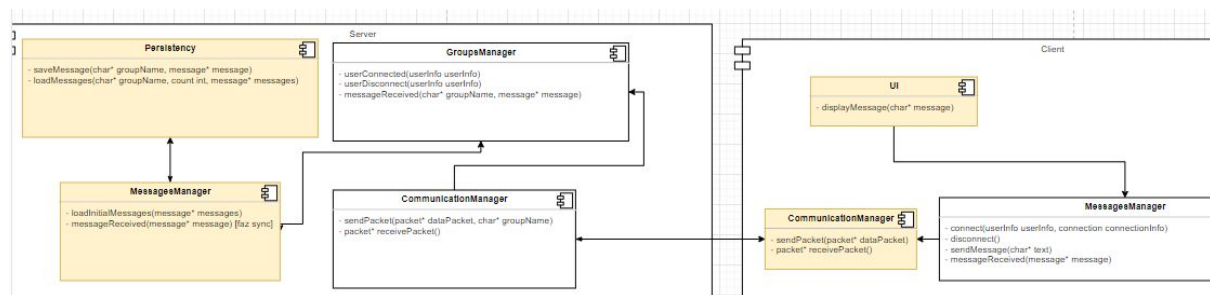 Server
Persistency
- saveMessage(char* groupName, message* message)
- loadMessages(char* groupName, count int, message* messages)
GroupsManager
- userConnected(userInfo userInfo)
- userDisconnect(userInfo userInfo)
- messageReceived(char* groupName, message* message)
MessagesManager
- loadInitialMessages(message* messages)
- messageReceived(message* message) [faz sync]
CommunicationManager
- sendPacket(packet* dataPacket, char* groupName)
- packet* receivePacket()
Client
UI
- displayMessage(char* message)
CommunicationManager
- sendPacket(packet* dataPacket)
- packet* receivePacket()
MessagesManager
- connect(userInfo userInfo, connection connectionInfo)
- disconnect()
- sendMessage(char* text)
- messageReceived(message* message)